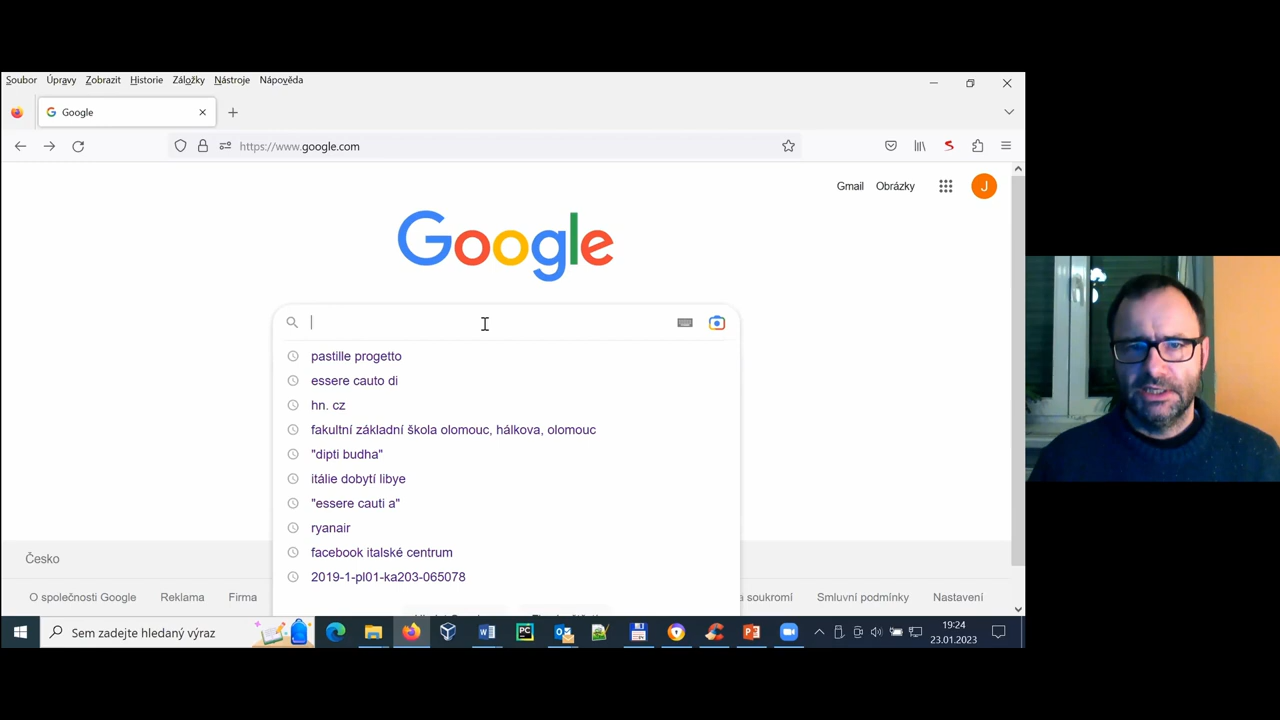 Soubor Úpravy Zobrazit Historie Záložky Nástroje Nápověda
Google
https://www.google.com
Gmail Obrázky J
Google
pastille progetto
essere cauto di
hn. cz
fakultní základní škola olomouc, hálkova, olomouc
"dipti budha"
itálie dobytí libye
"essere cauti a"
ryanair
facebook italské centrum
2019-1-pl01-ka203-065078
Česko
O společnosti Google Reklama Firma a soukromí Smluvní podmínky Nastavení
Sem zadejte hledaný výraz
19:24
23.01.2023